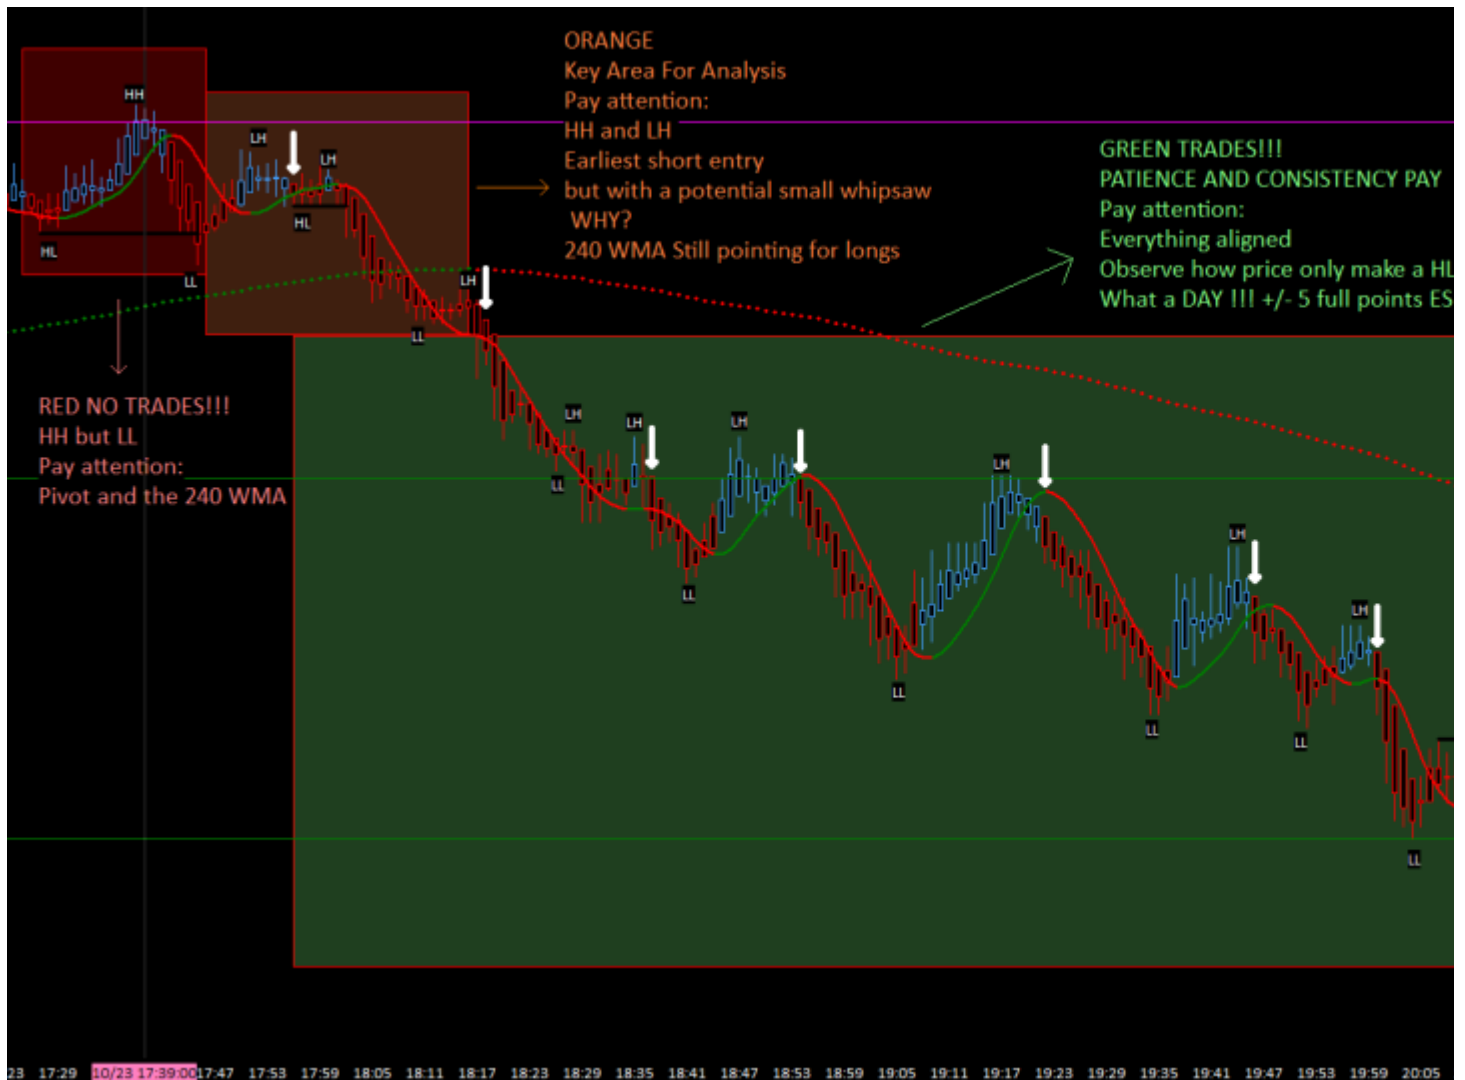 ORANGE
Key Area For Analysis
Pay attention:
HH and LH
Earliest short entry
but with a potential small whipsaw
WHY?
240 WMA Still pointing for longs
GREEN TRADES!!!
PATIENCE AND CONSISTENCY PAY
Pay attention:
Everything aligned
Observe how price only make a HL
What a DAY !!! +/- 5 full points ES
HH
LH
LH
HL
HL
LL
LH
LL
RED NO TRADES!!!
HH but LL
Pay attention:
Pivot and the 240 WMA
LH
LH
LH
LL
LH
LL
LH
LH
LL
LL
LL
LL
23 17:29 10/23 17:39:00 17:47 17:53 17:59 18:05 18:11 18:17 18:23 18:29 18:35 18:41 18:47 18:53 18:59 19:05 19:11 19:17 19:23 19:29 19:35 19:41 19:47 19:53 19:59 20:05